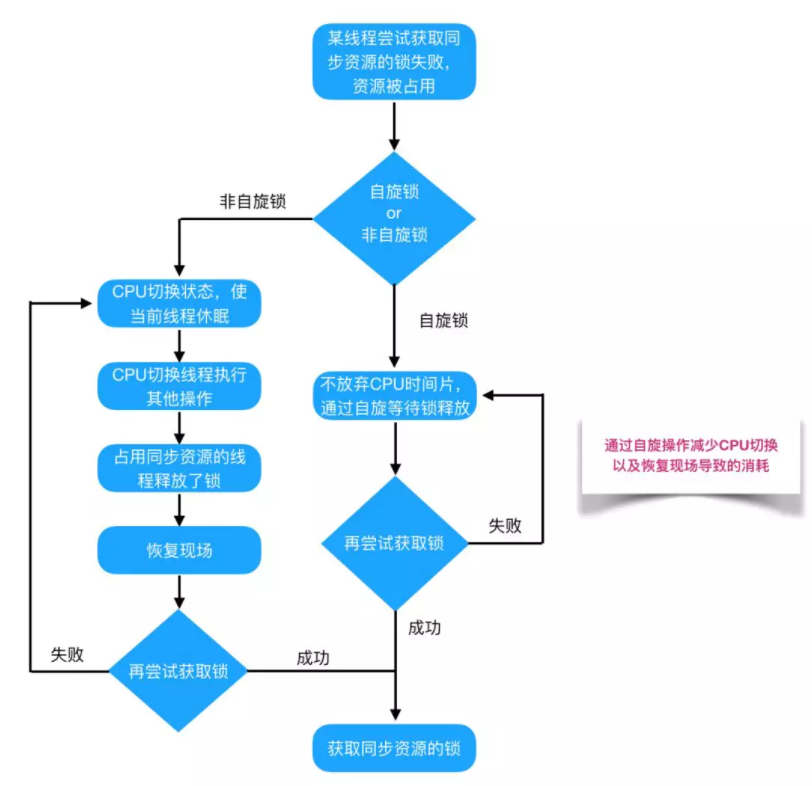 某线程尝试获取同
步资源的锁失败，
资源被占用
自旋锁
or
非自旋锁
非自旋锁
CPU切换状态，使
当前线程休眠
自旋锁
CPU切换线程执行
其他操作
不放弃CPU时间片，
通过自旋等待锁释放
通过自旋操作减少CPU切换
以及恢复现场导致的消耗
占用同步资源的线
程释放了锁
失败
恢复现场
再尝试获取锁
成功
失败
再尝试获取锁
成功
获取同步资源的锁